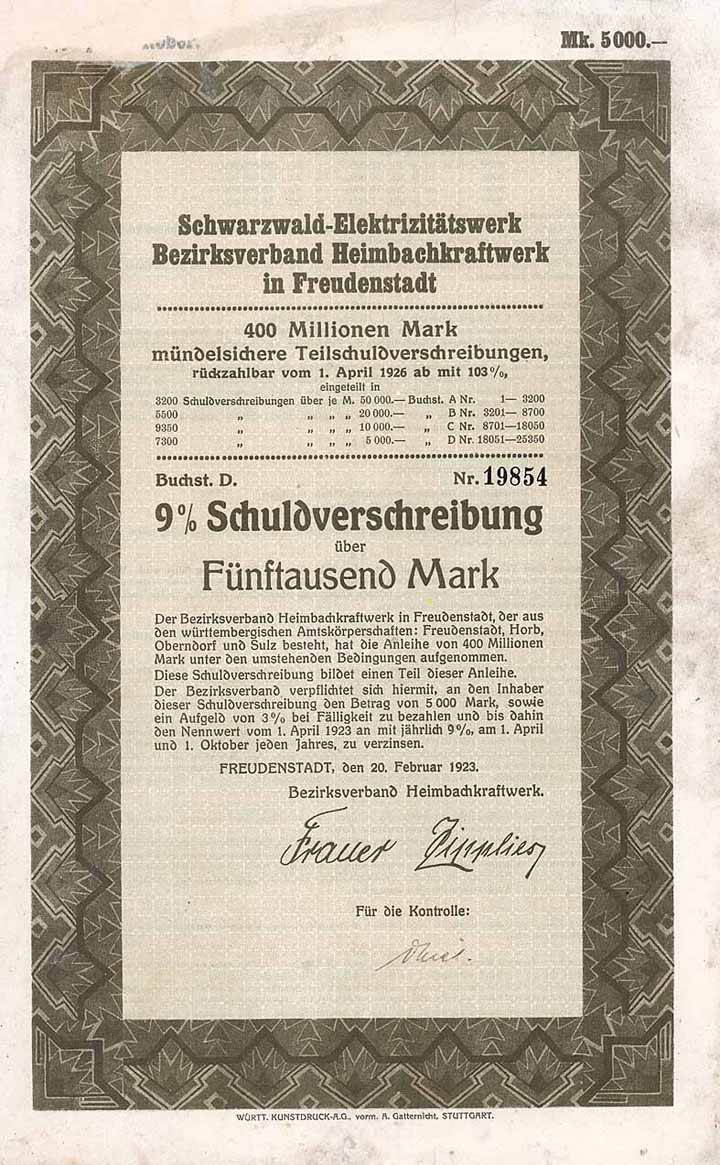 Mk. 5000.—
Schwarzwald-Elektrizitätswerk
Bezirksverband Heimbachkraftwerk
in Freudenstadt
400 Millionen Mark
mündelsichere Teilschuldverschreibungen,
rückzahlbar vom 1. April 1926 ab mit 103%,
eingeteilt in
3200 Schuldverschreibungen über je M. 50 000.— Buchst. A Nr. 1— 3200
5500 „ „ „ „ 20 000.— „ B Nr. 3201— 8700
9350 „ „ „ „ 10 000.— „ C Nr. 8701—18050
7300 „ „ „ „ 5 000.— „ D Nr. 18051—25350
Buchst. D. Nr. 19854
9% Schuldverschreibung
über
Fünftausend Mark
Der Bezirksverband Heimbachkraftwerk in Freudenstadt, der aus
den württembergischen Amtskörperschaften: Freudenstadt, Horb,
Oberndorf und Sulz besteht, hat die Anleihe von 400 Millionen
Mark unter den umstehenden Bedingungen aufgenommen.
Diese Schuldverschreibung bildet einen Teil dieser Anleihe.
Der Bezirksverband verpflichtet sich hiermit, an den Inhaber
dieser Schuldverschreibung den Betrag von 5 000 Mark, sowie
ein Aufgeld von 3% bei Fälligkeit zu bezahlen und bis dahin
den Nennwert vom 1. April 1923 an mit jährlich 9%, am 1. April
und 1. Oktober jeden Jahres, zu verzinsen.
FREUDENSTADT, den 20. Februar 1923.
Bezirksverband Heimbachkraftwerk.
Für die Kontrolle:
WÜRTT. KUNSTDRUCK-A.G., vorm. A. Gatternicht, STUTTGART.